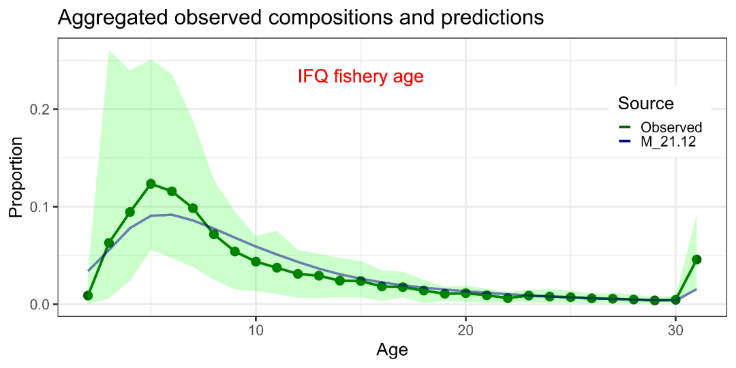 Aggregated observed compositions and predictions
IFQ fishery age
Source
Observed
M_21.12
Proportion
0.2
0.1
0.0
10
20
30
Age